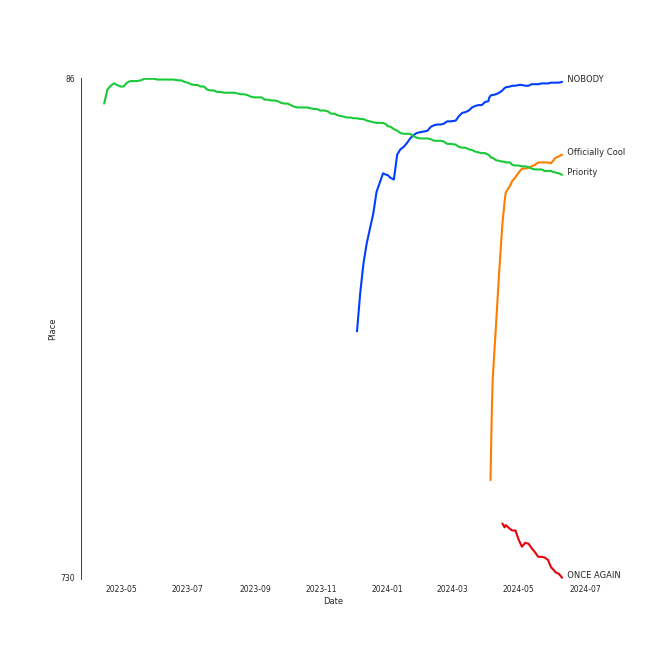 86
NOBODY
Officially Cool
Priority
Place
730
ONCE AGAIN
2023-05 2023-07 2023-09 2023-11 2024-01 2024-03 2024-05 2024-07
Date